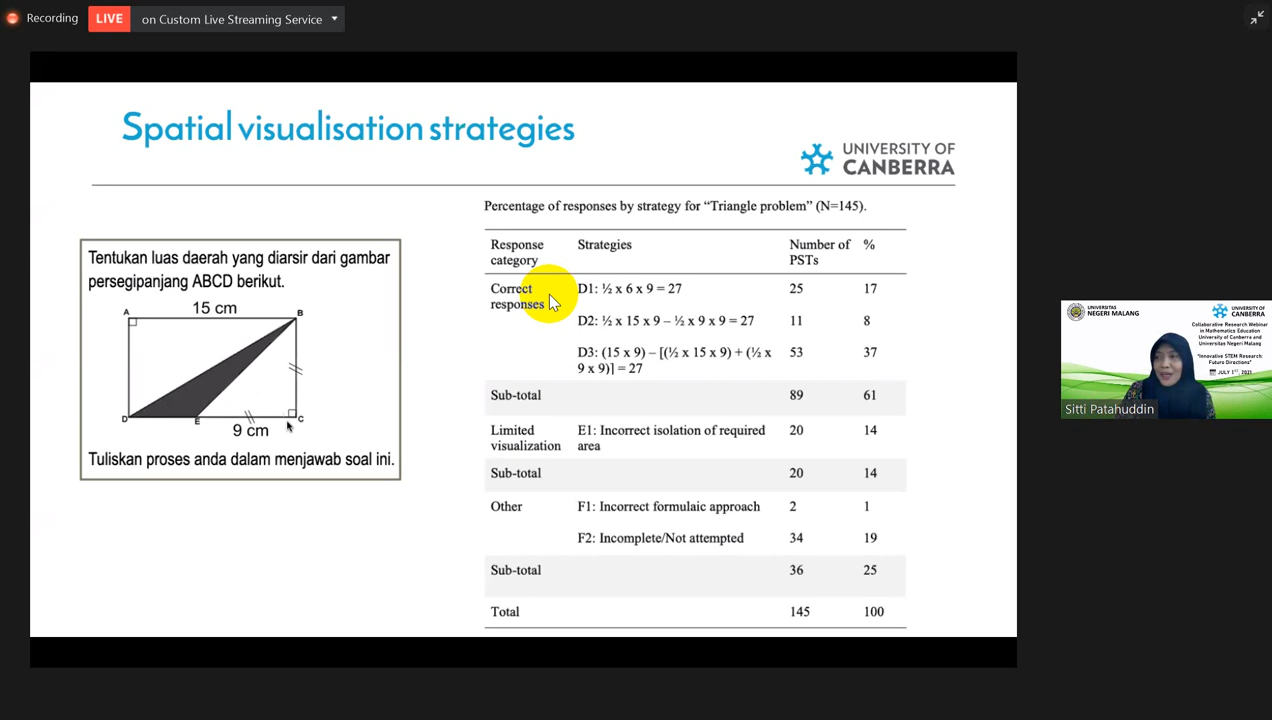 Recording
LIVE
on Custom Live Streaming Service
Spatial visualisation strategies
UNIVERSITY OF
CANBERRA
Tentukan luas daerah yang diarsir dari gambar
persegipanjang ABCD berikut.
15 cm
A
B
D
E
C
9 cm
Tuliskan proses anda dalam menjawab soal ini.
Percentage of responses by strategy for “Triangle problem” (N=145).
Response category Strategies Number of PSTs %
Correct responses D1: ½ x 6 x 9 = 27 25 17
D2: ½ x 15 x 9 – ½ x 9 x 9 = 27 11 8
D3: (15 x 9) – [(½ x 15 x 9) + (½ x
9 x 9)] = 27 53 37
Sub-total 89 61
Limited visualization E1: Incorrect isolation of required area 20 14
Sub-total 20 14
Other F1: Incorrect formulaic approach 2 1
F2: Incomplete/Not attempted 34 19
Sub-total 36 25
Total 145 100
UNIVERSITAS
NEGERI MALANG
UNIVERSITY OF
CANBERRA
Collaborative Research Webinar
in Mathematics Education
University of Canberra and
Universitas Negeri Malang
"Innovative STEM Research:
Future Directions"
JULY 1ST, 2021
Sitti Patahuddin